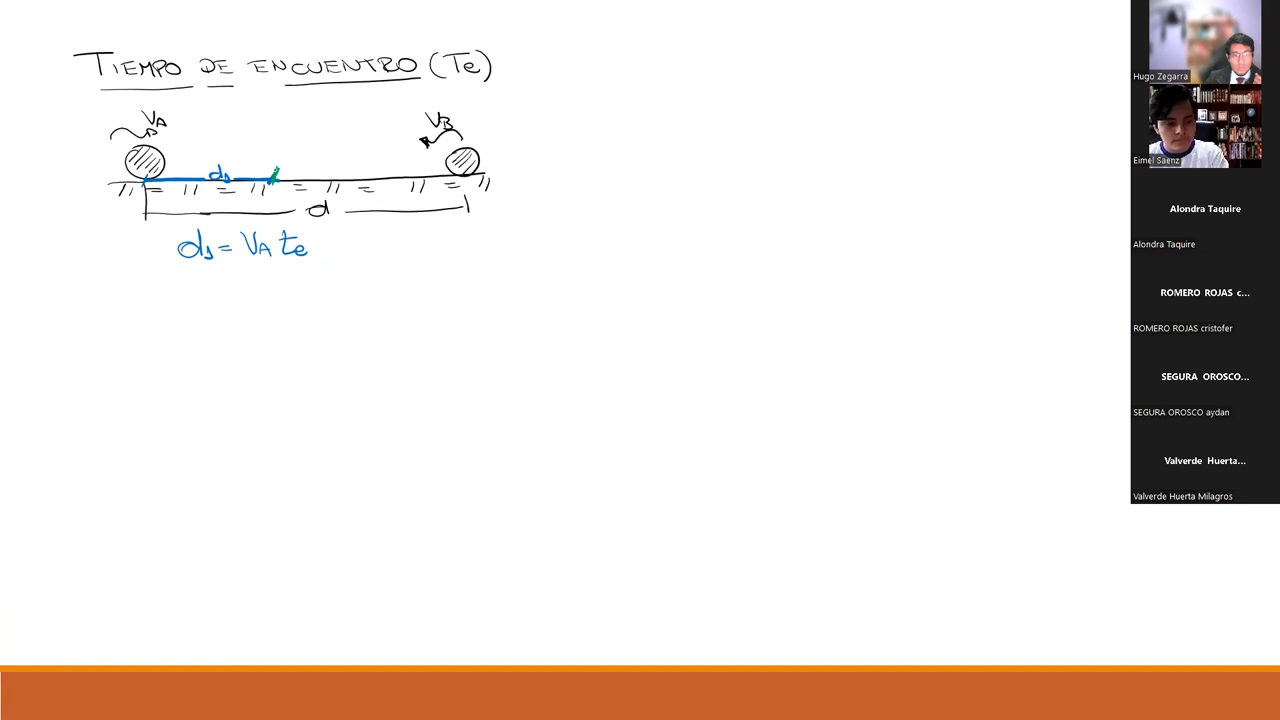 TIEMPO DE ENCUENTRO (Te)
VA
VB
d1
d
d1 = VA te
Hugo Zegarra
Eimel Saenz
Alondra Taquire
Alondra Taquire
ROMERO ROJAS c...
ROMERO ROJAS cristofer
SEGURA OROSCO...
SEGURA OROSCO aydan
Valverde Huerta...
Valverde Huerta Milagros